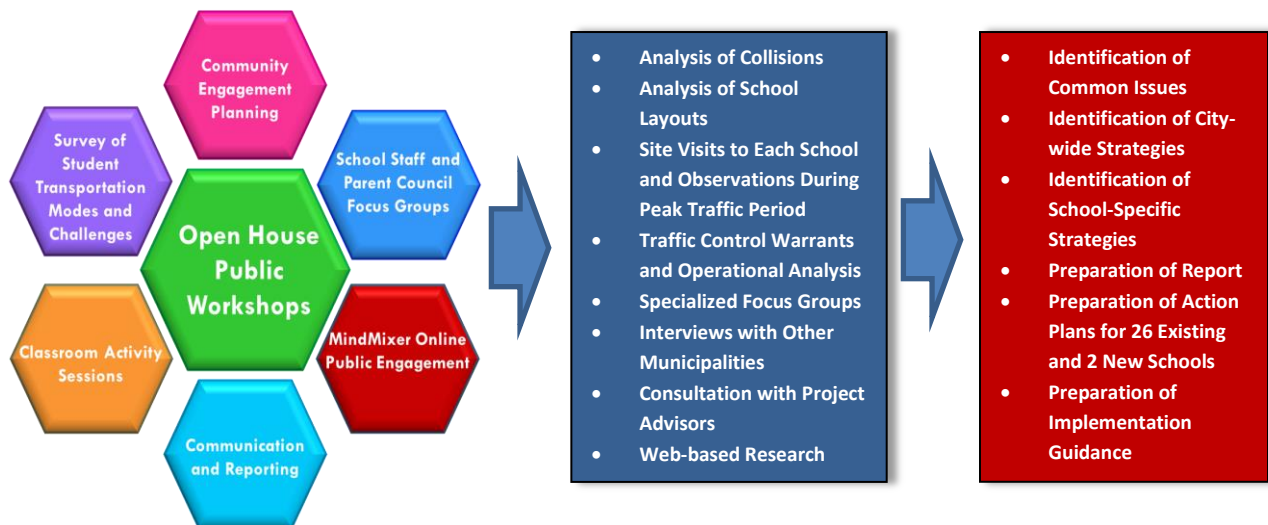 Community
Engagement
Planning
Survey of
Student
Transportation
Modes and
Challenges
School Staff and
Parent Council
Focus Groups
Open House
Public
Workshops
Classroom Activity
Sessions
MindMixer Online
Public Engagement
Communication
and Reporting
• Analysis of Collisions
• Analysis of School
Layouts
• Site Visits to Each School
and Observations During
Peak Traffic Period
• Traffic Control Warrants
and Operational Analysis
• Specialized Focus Groups
• Interviews with Other
Municipalities
• Consultation with Project
Advisors
• Web-based Research
• Identification of
Common Issues
• Identification of City-
wide Strategies
• Identification of
School-Specific
Strategies
• Preparation of Report
• Preparation of Action
Plans for 26 Existing
and 2 New Schools
• Preparation of
Implementation
Guidance